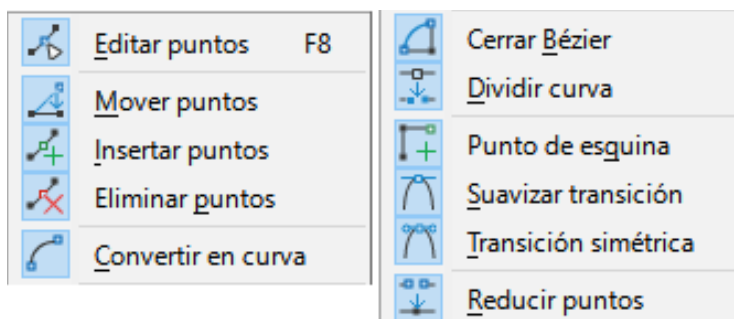 Editar puntos F8
Mover puntos
Insertar puntos
Eliminar puntos
Convertir en curva
Cerrar Bézier
Dividir curva
Punto de esquina
Suavizar transición
Transición simétrica
Reducir puntos